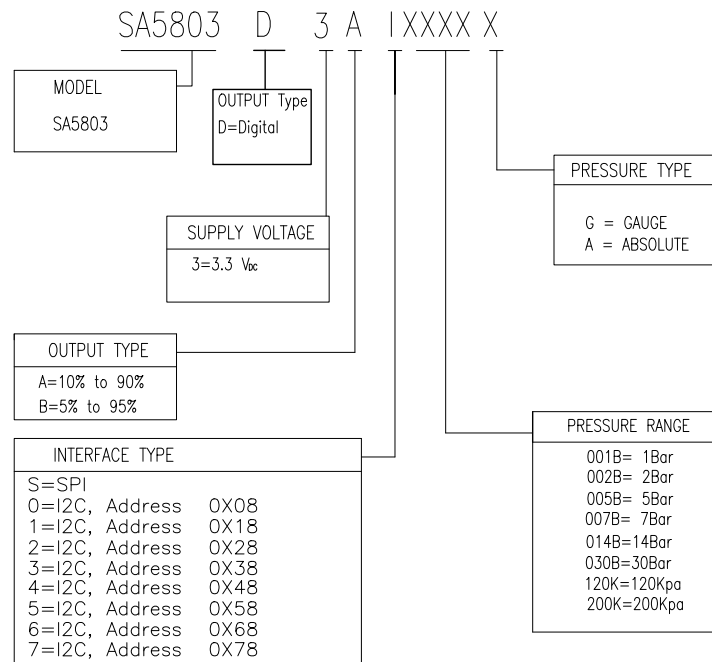 SA5803 D 3 A I XXXX X
MODEL
SA5803
OUTPUT Type
D=Digital
PRESSURE TYPE
G = GAUGE
A = ABSOLUTE
SUPPLY VOLTAGE
3=3.3 VDC
OUTPUT TYPE
A=10% to 90%
B=5% to 95%
INTERFACE TYPE
S=SPI
0=I2C, Address 0X08
1=I2C, Address 0X18
2=I2C, Address 0X28
3=I2C, Address 0X38
4=I2C, Address 0X48
5=I2C, Address 0X58
6=I2C, Address 0X68
7=I2C, Address 0X78
PRESSURE RANGE
001B= 1Bar
002B= 2Bar
005B= 5Bar
007B= 7Bar
014B=14Bar
030B=30Bar
120K=120Kpa
200K=200Kpa